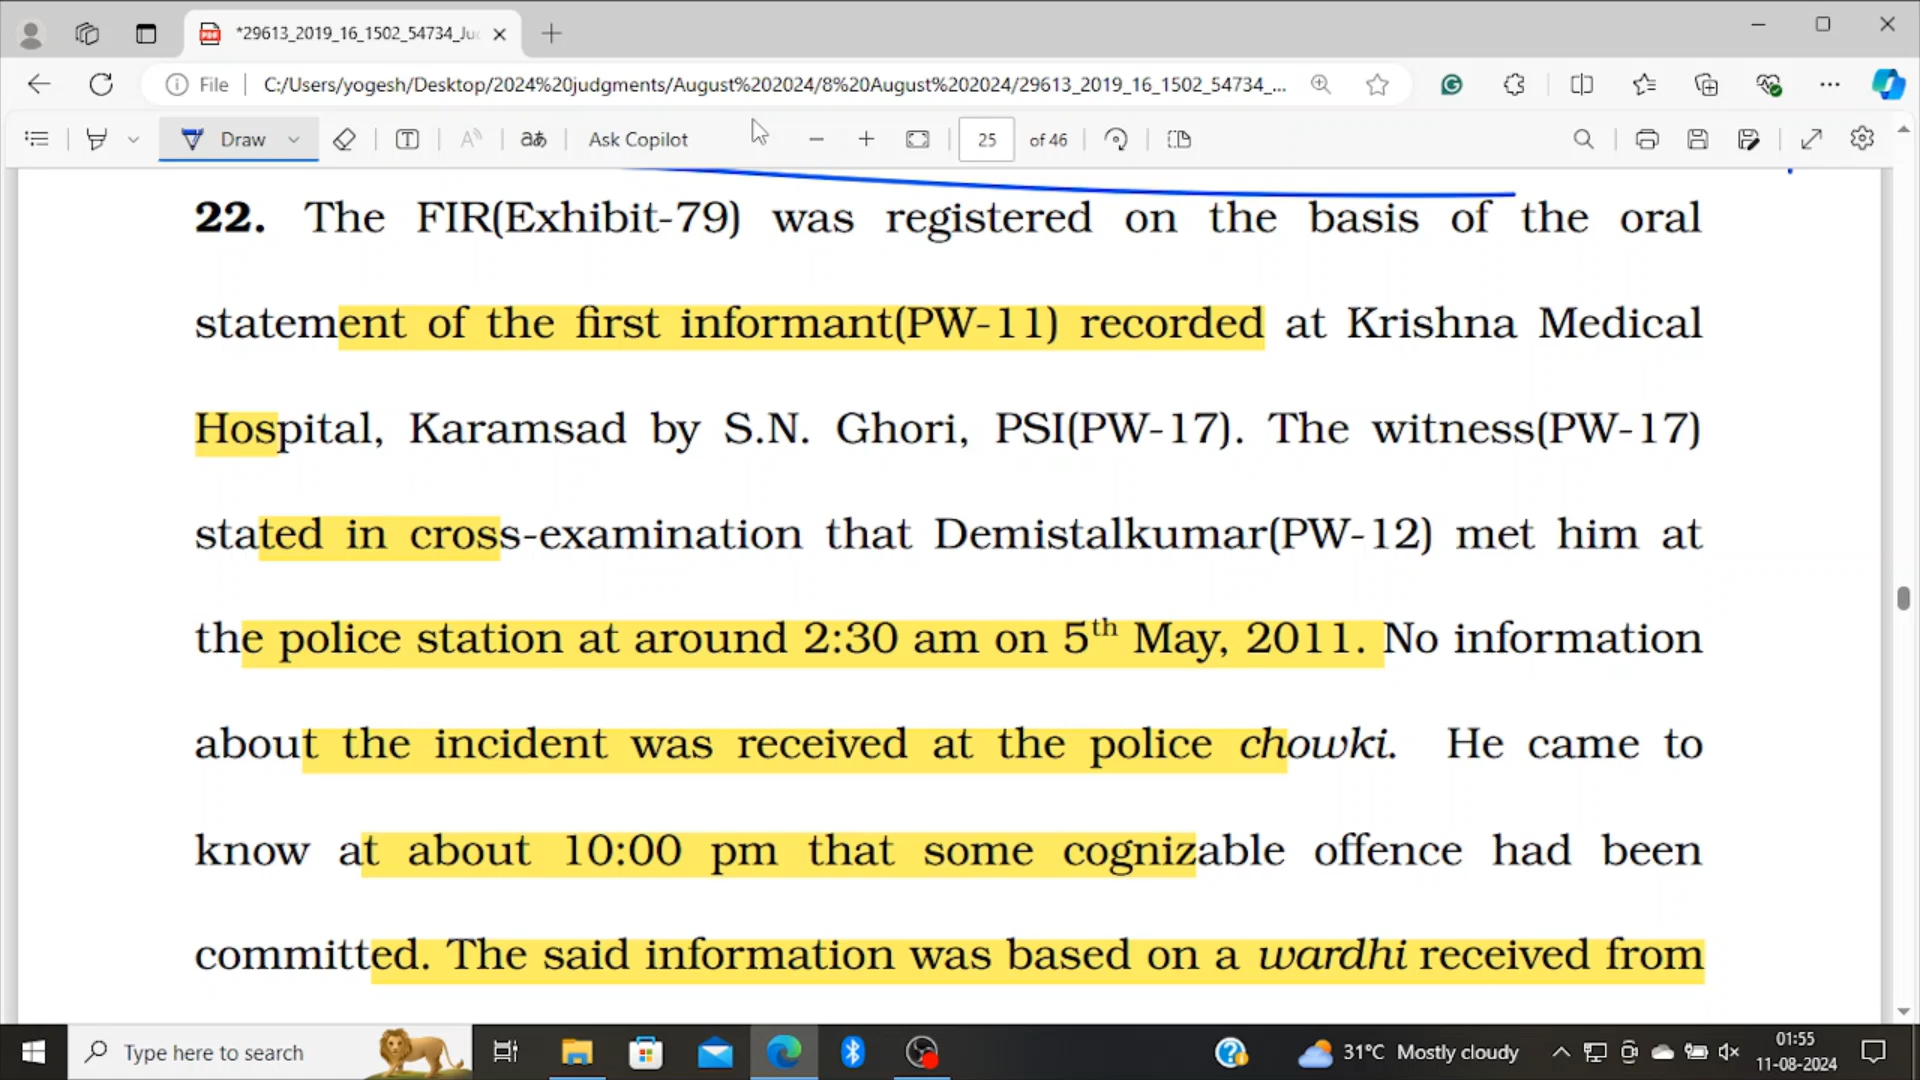 *29613_2019_16_1502_54734_Ju
File
C:/Users/yogesh/Desktop/2024%20judgments/August%202024/8%20August%202024/29613_2019_16_1502_54734_...
Draw
Ask Copilot
25 of 46
22. The FIR(Exhibit-79) was registered on the basis of the oral
statement of the first informant(PW-11) recorded at Krishna Medical
Hospital, Karamsad by S.N. Ghori, PSI(PW-17). The witness(PW-17)
stated in cross-examination that Demistalkumar(PW-12) met him at
the police station at around 2:30 am on 5th May, 2011. No information
about the incident was received at the police chowki. He came to
know at about 10:00 pm that some cognizable offence had been
committed. The said information was based on a wardhi received from
Type here to search
31°C Mostly cloudy
01:55
11-08-2024